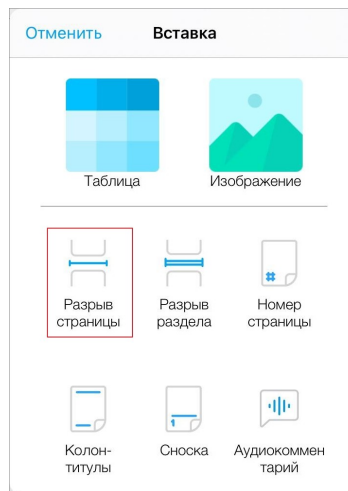 Отменить Вставка
Таблица Изображение
Разрыв Разрыв Номер
страницы раздела страницы
Колон- Сноска Аудиокоммен
титулы тарий